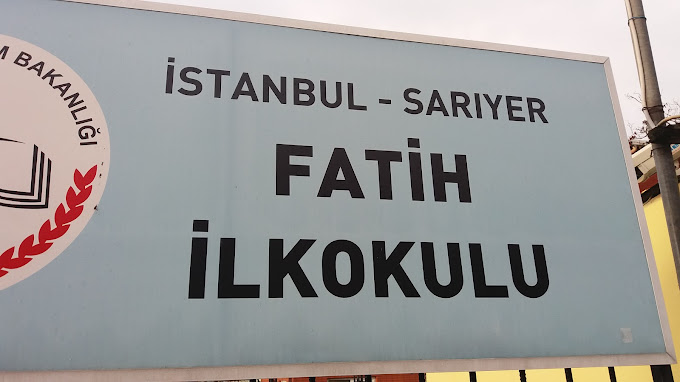 M BAKANLIĞI
İSTANBUL - SARIYER
FATİH
İLKOKULU